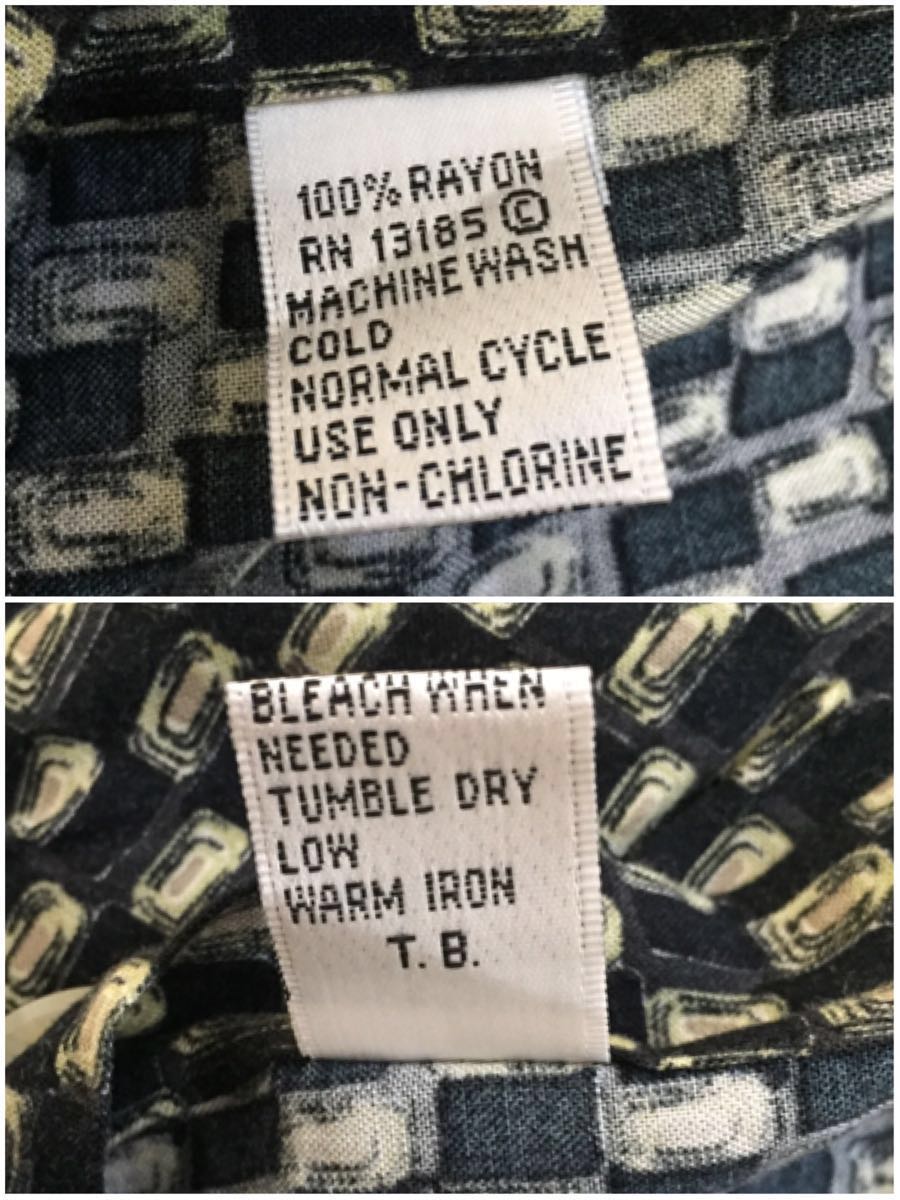 100% RAYON
RN 13185 ©
MACHINE WASH
COLD
NORMAL CYCLE
USE ONLY
NON-CHLORINE
BLEACH WHEN
NEEDED
TUMBLE DRY
LOW
WARM IRON
T. B.